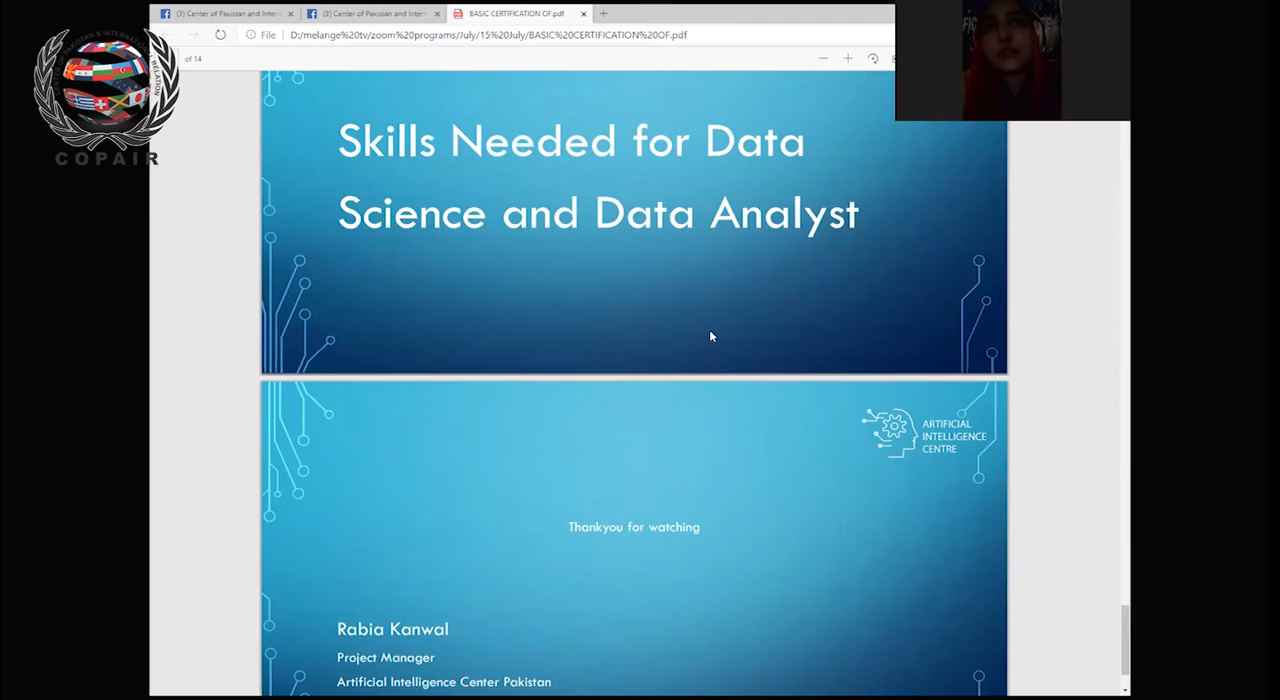 (3) Center of Pakistan and Intern
(3) Center of Pakistan and Intern
BASIC CERTIFICATION OF.pdf
File
D:/melange%20tv/zoom%20programs/July/15%20July/BASIC%20CERTIFICATION%20OF.pdf
of 14
COPAIR
Skills Needed for Data
Science and Data Analyst
ARTIFICIAL
INTELLIGENCE
CENTRE
Thankyou for watching
Rabia Kanwal
Project Manager
Artificial Intelligence Center Pakistan